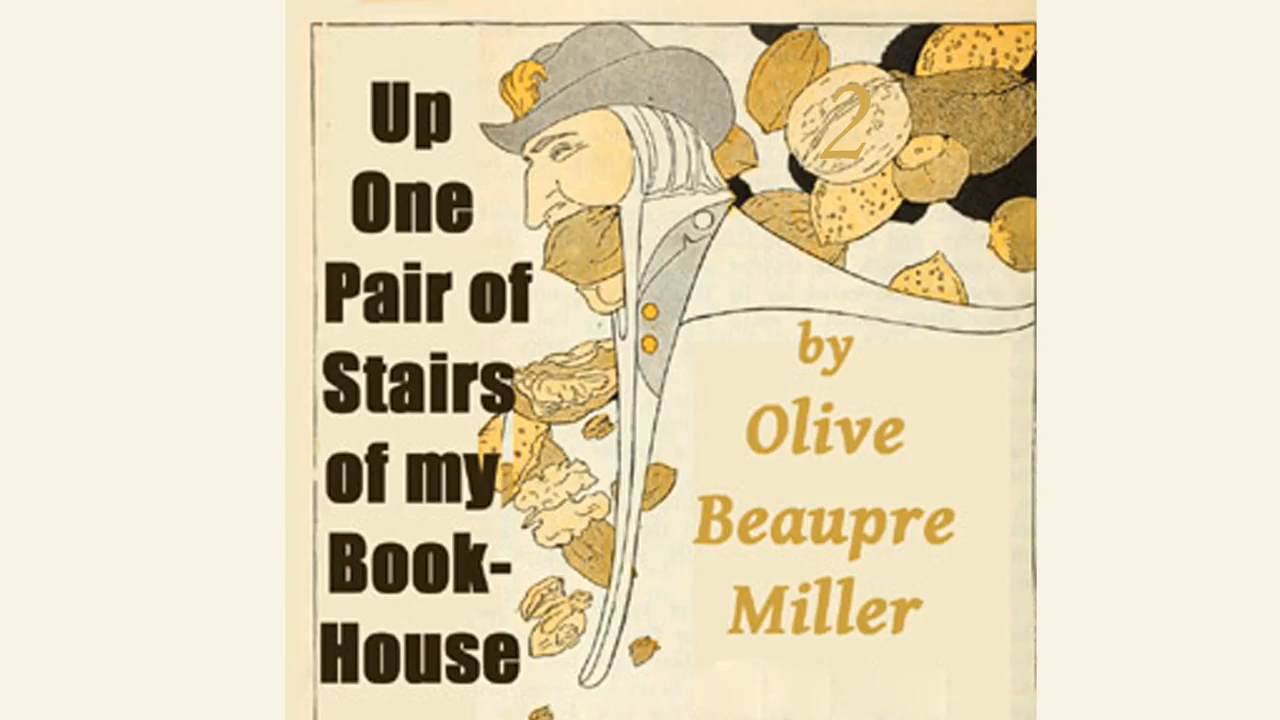 Up
One
Pair of
Stairs
of my
Book-
House
2
by
Olive
Beaupre
Miller